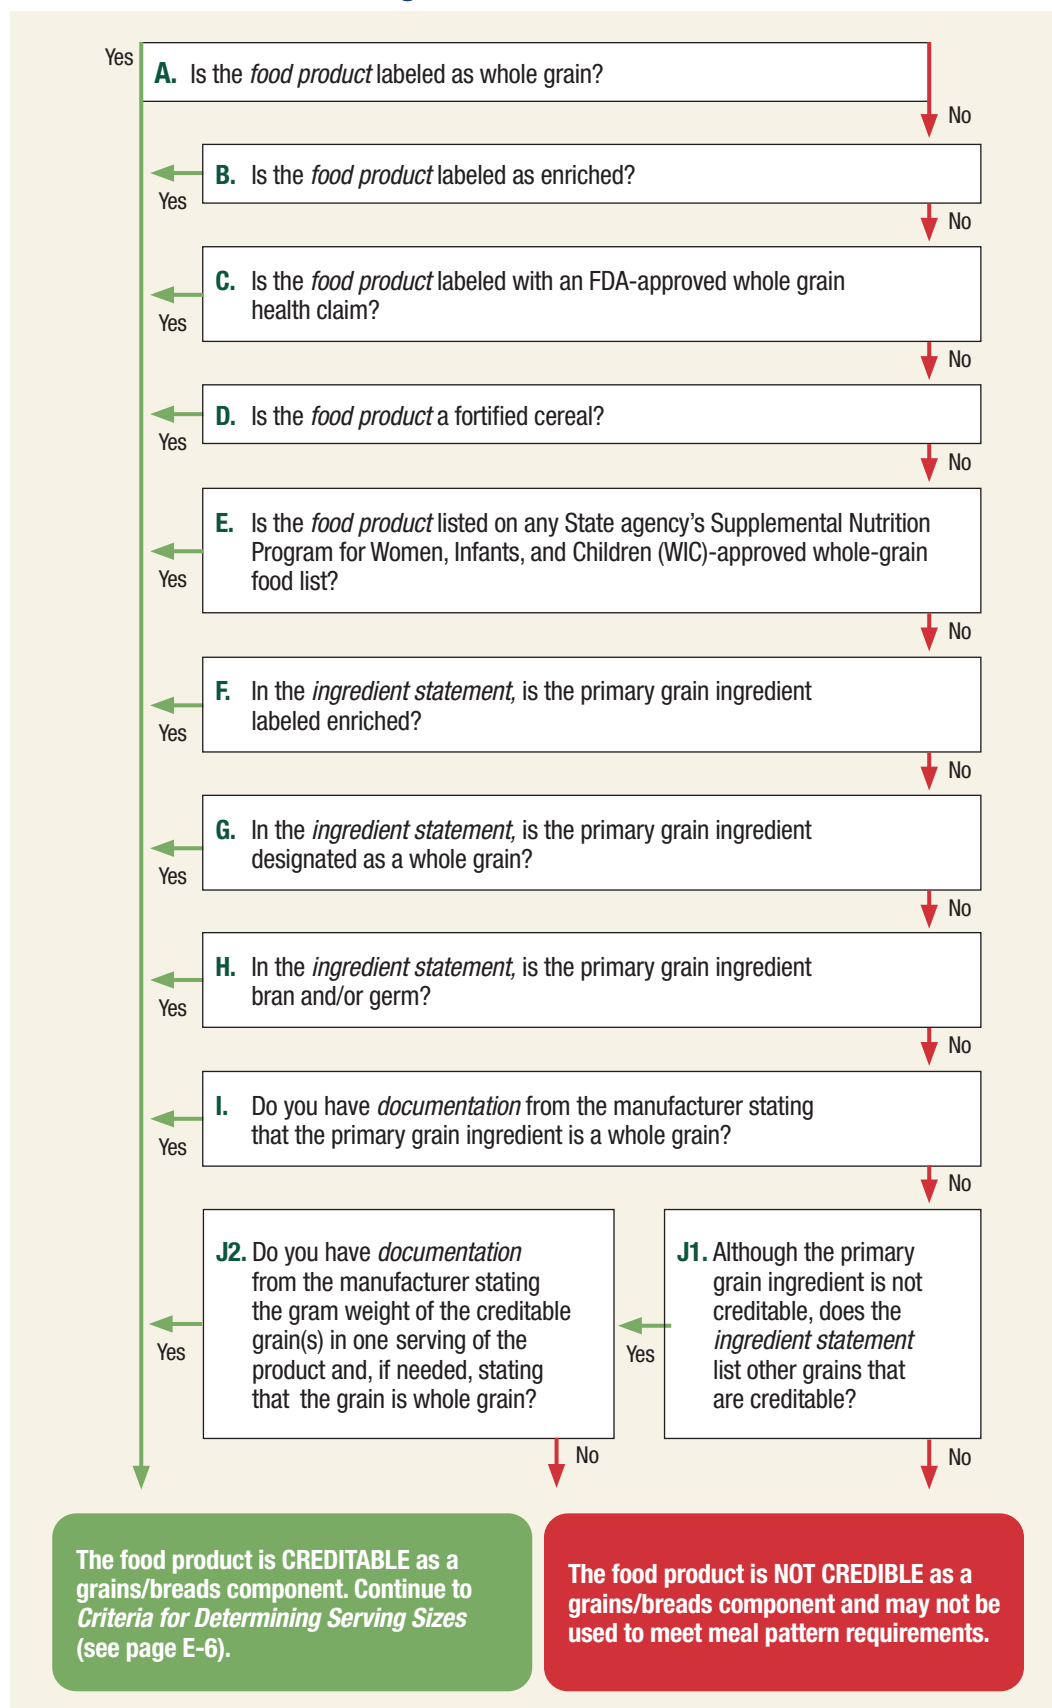 Yes
A. Is the food product labeled as whole grain?
No
B. Is the food product labeled as enriched?
Yes
No
C. Is the food product labeled with an FDA-approved whole grain
health claim?
Yes
No
D. Is the food product a fortified cereal?
Yes
No
E. Is the food product listed on any State agency's Supplemental Nutrition
Program for Women, Infants, and Children (WIC)-approved whole-grain
food list?
Yes
No
F. In the ingredient statement, is the primary grain ingredient
labeled enriched?
Yes
No
G. In the ingredient statement, is the primary grain ingredient
designated as a whole grain?
Yes
No
H. In the ingredient statement, is the primary grain ingredient
bran and/or germ?
Yes
No
I. Do you have documentation from the manufacturer stating
that the primary grain ingredient is a whole grain?
Yes
No
J1. Although the primary
grain ingredient is not
creditable, does the
ingredient statement
list other grains that
are creditable?
Yes
No
J2. Do you have documentation
from the manufacturer stating
the gram weight of the creditable
grain(s) in one serving of the
product and, if needed, stating
that the grain is whole grain?
Yes
No
The food product is CREDITABLE as a
grains/breads component. Continue to
Criteria for Determining Serving Sizes
(see page E-6).
The food product is NOT CREDIBLE as a
grains/breads component and may not be
used to meet meal pattern requirements.